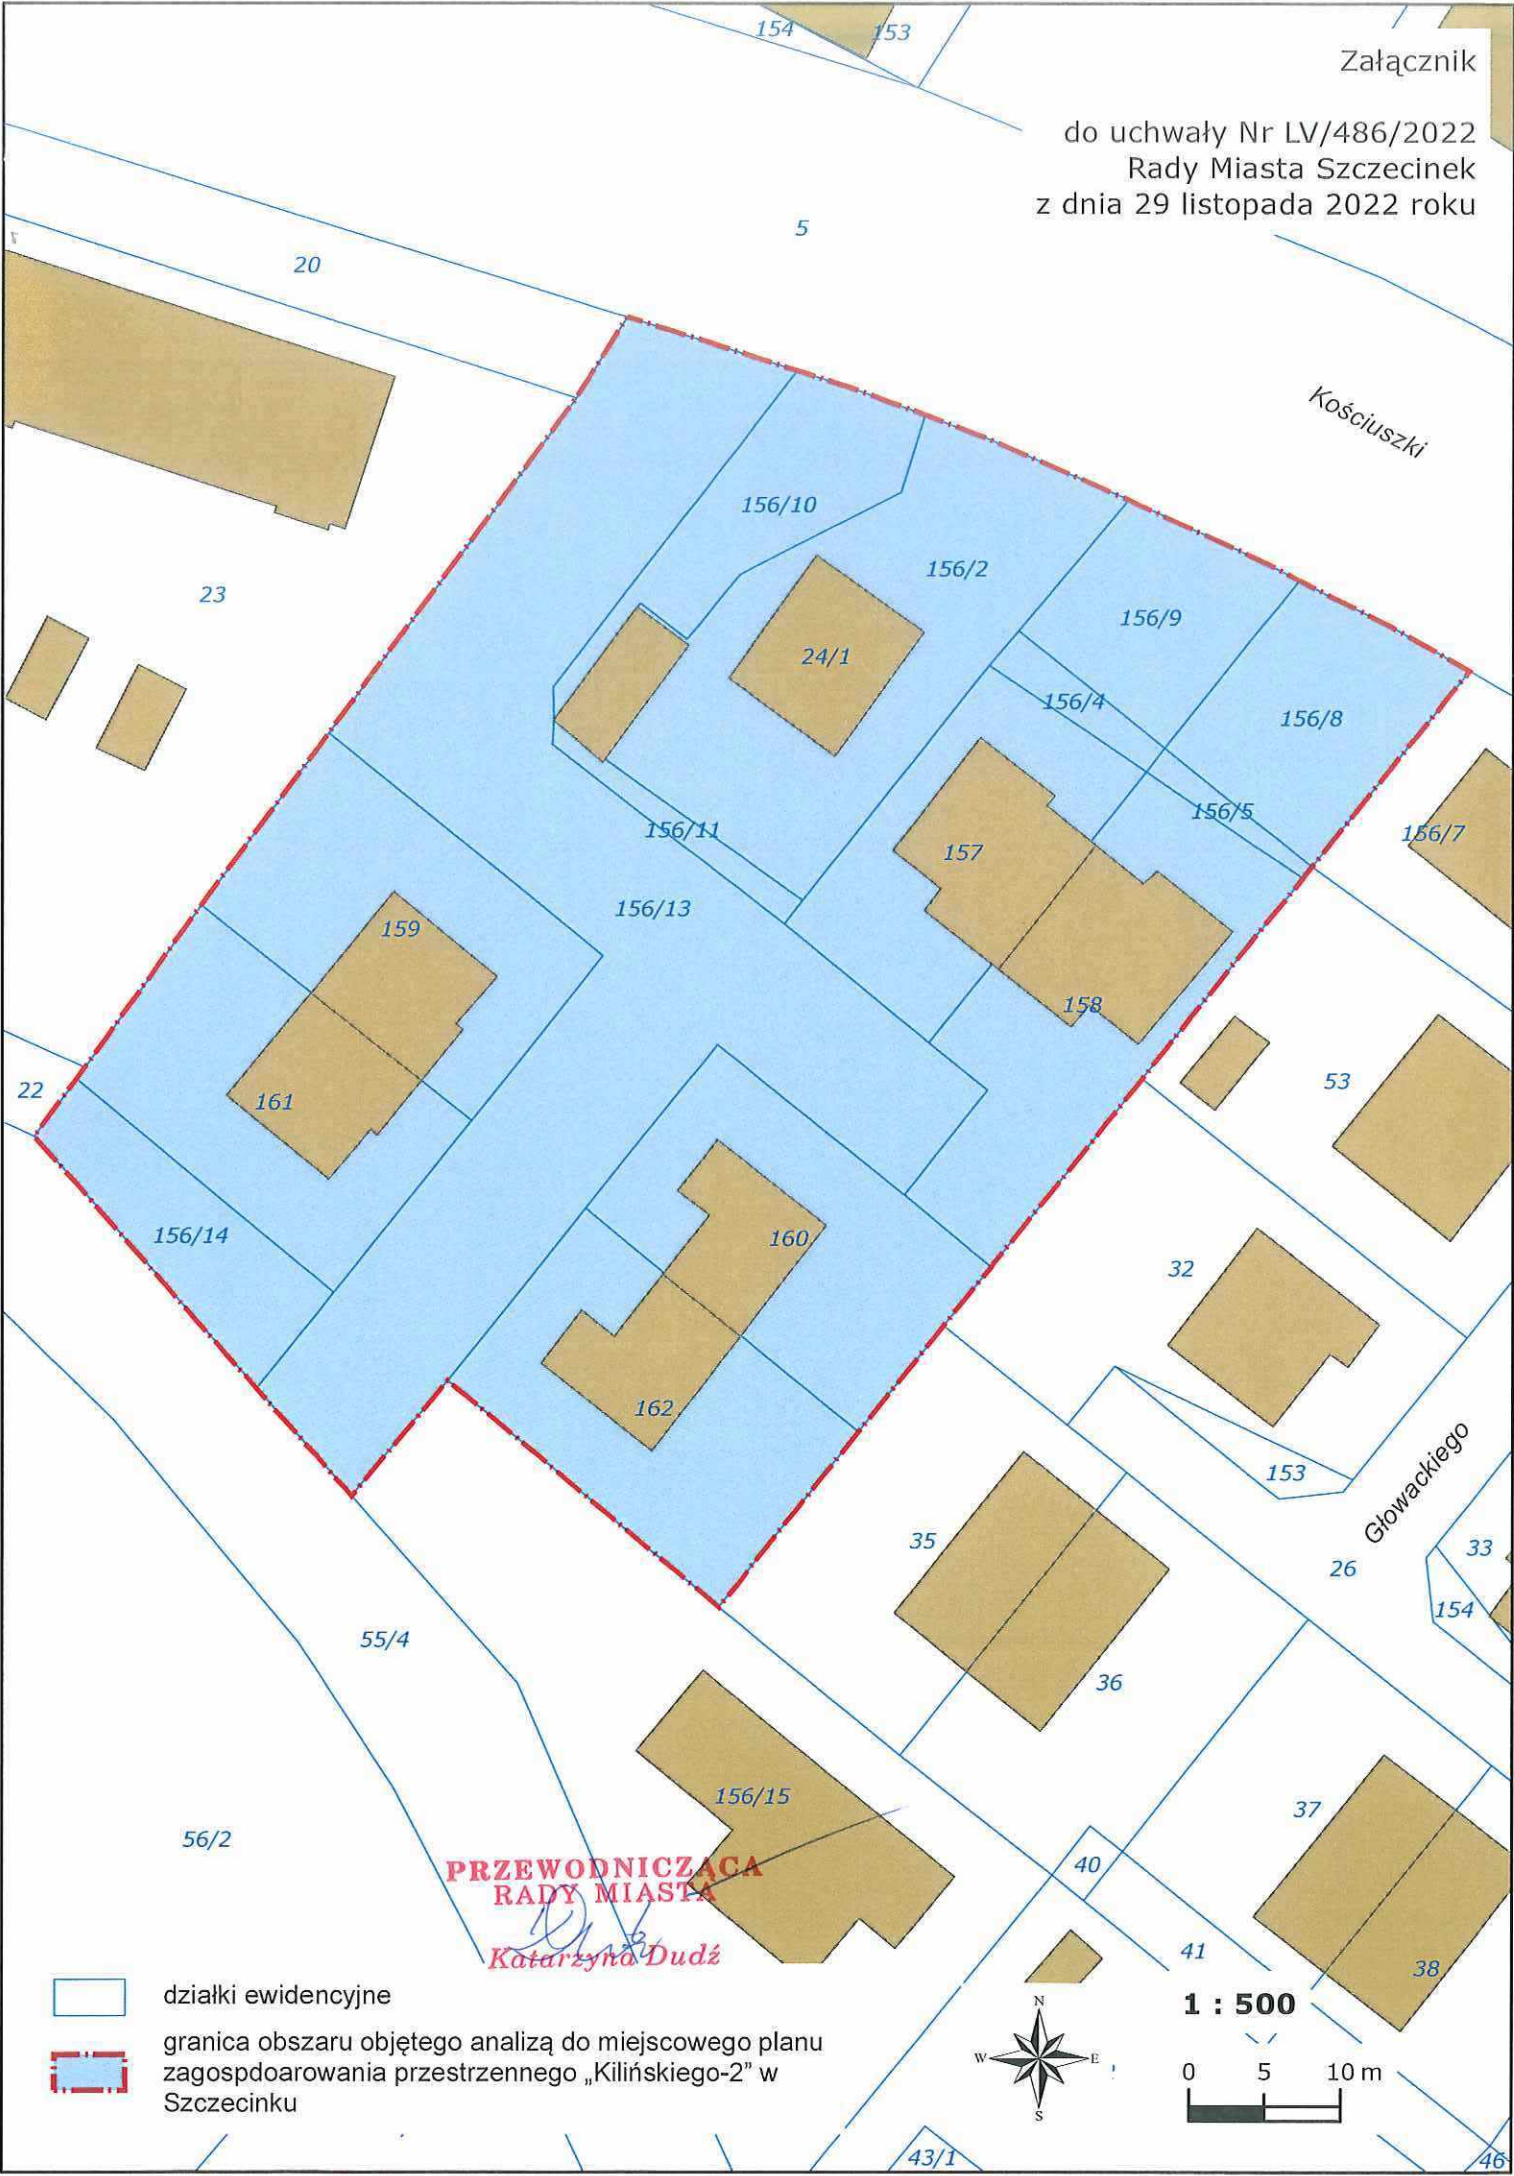 154
153
Załącznik
do uchwały Nr LV/486/2022
Rady Miasta Szczecinek
z dnia 29 listopada 2022 roku
5
20
Kościuszki
156/10
156/2
23
156/9
24/1
156/4
156/8
156/5
156/11
156/7
157
156/13
159
158
161
22
53
156/14
160
32
162
153
Głowackiego
35
33
26
154
55/4
36
156/15
37
56/2
40
41
38
PRZEWODNICZĄCA
RADY MIASTA
Katarzyna Dudź
działki ewidencyjne
granica obszaru objętego analizą do miejscowego planu
zagospdoarowania przestrzennego „Kilińskiego-2” w
Szczecinku
N
W E
S
1 : 500
0 5 10 m
43/1
46